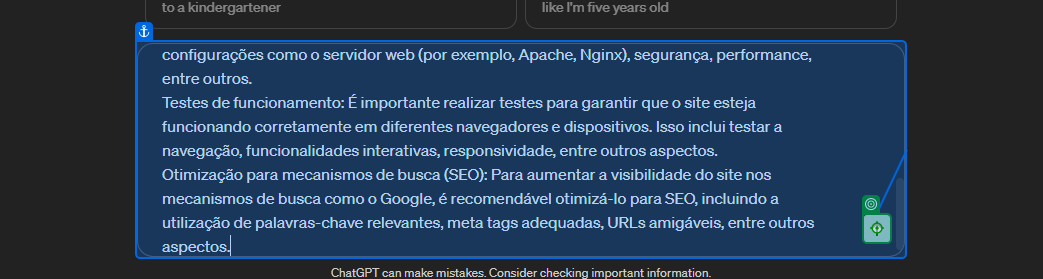 to a kindergartener
like I'm five years old
configurações como o servidor web (por exemplo, Apache, Nginx), segurança, performance,
entre outros.
Testes de funcionamento: É importante realizar testes para garantir que o site esteja
funcionando corretamente em diferentes navegadores e dispositivos. Isso inclui testar a
navegação, funcionalidades interativas, responsividade, entre outros aspectos.
Otimização para mecanismos de busca (SEO): Para aumentar a visibilidade do site nos
mecanismos de busca como o Google, é recomendável otimizá-lo para SEO, incluindo a
utilização de palavras-chave relevantes, meta tags adequadas, URLs amigáveis, entre outros
aspectos.
ChatGPT can make mistakes. Consider checking important information.